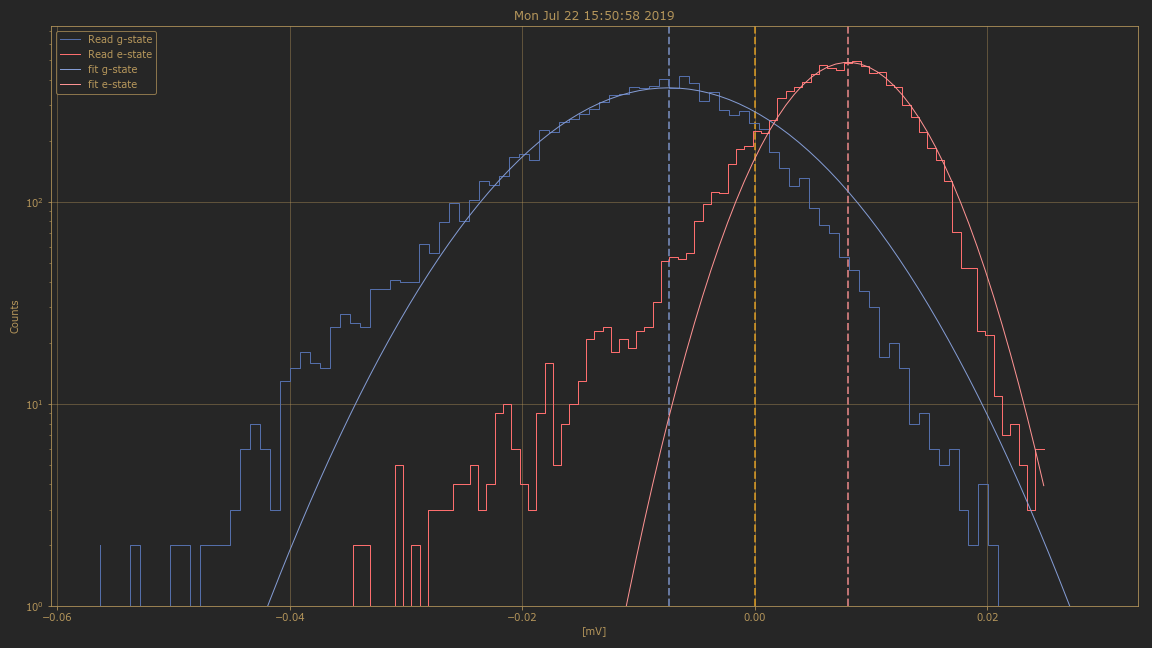 Mon Jul 22 15:50:58 2019
Read g-state
Read e-state
fit g-state
fit e-state
Counts
10²
10¹
10⁰
−0.06 −0.04 −0.02 0.00 0.02
[mV]